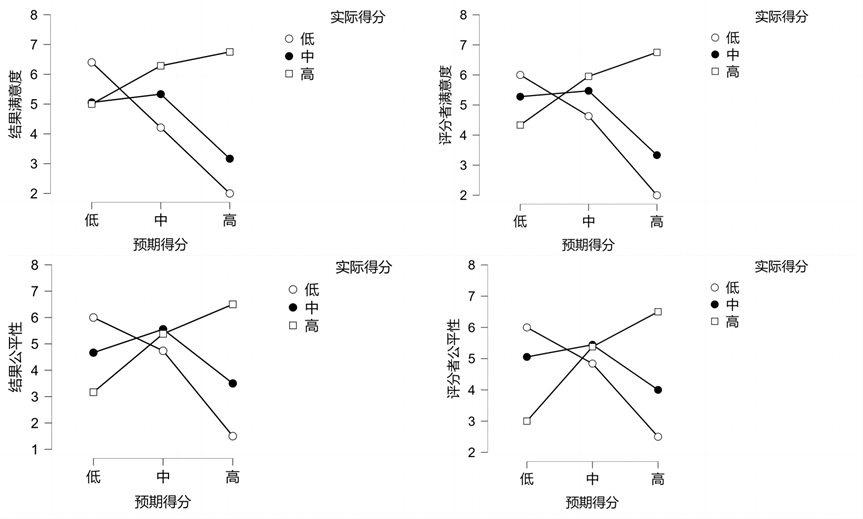 实际得分
低
中
高
8
7
6
5
4
3
2
结果满意度
低 中 高
预期得分
实际得分
低
中
高
8
7
6
5
4
3
2
评分者满意度
低 中 高
预期得分
实际得分
低
中
高
8
7
6
5
4
3
2
1
结果公平性
低 中 高
预期得分
实际得分
低
中
高
8
7
6
5
4
3
2
评分者公平性
低 中 高
预期得分